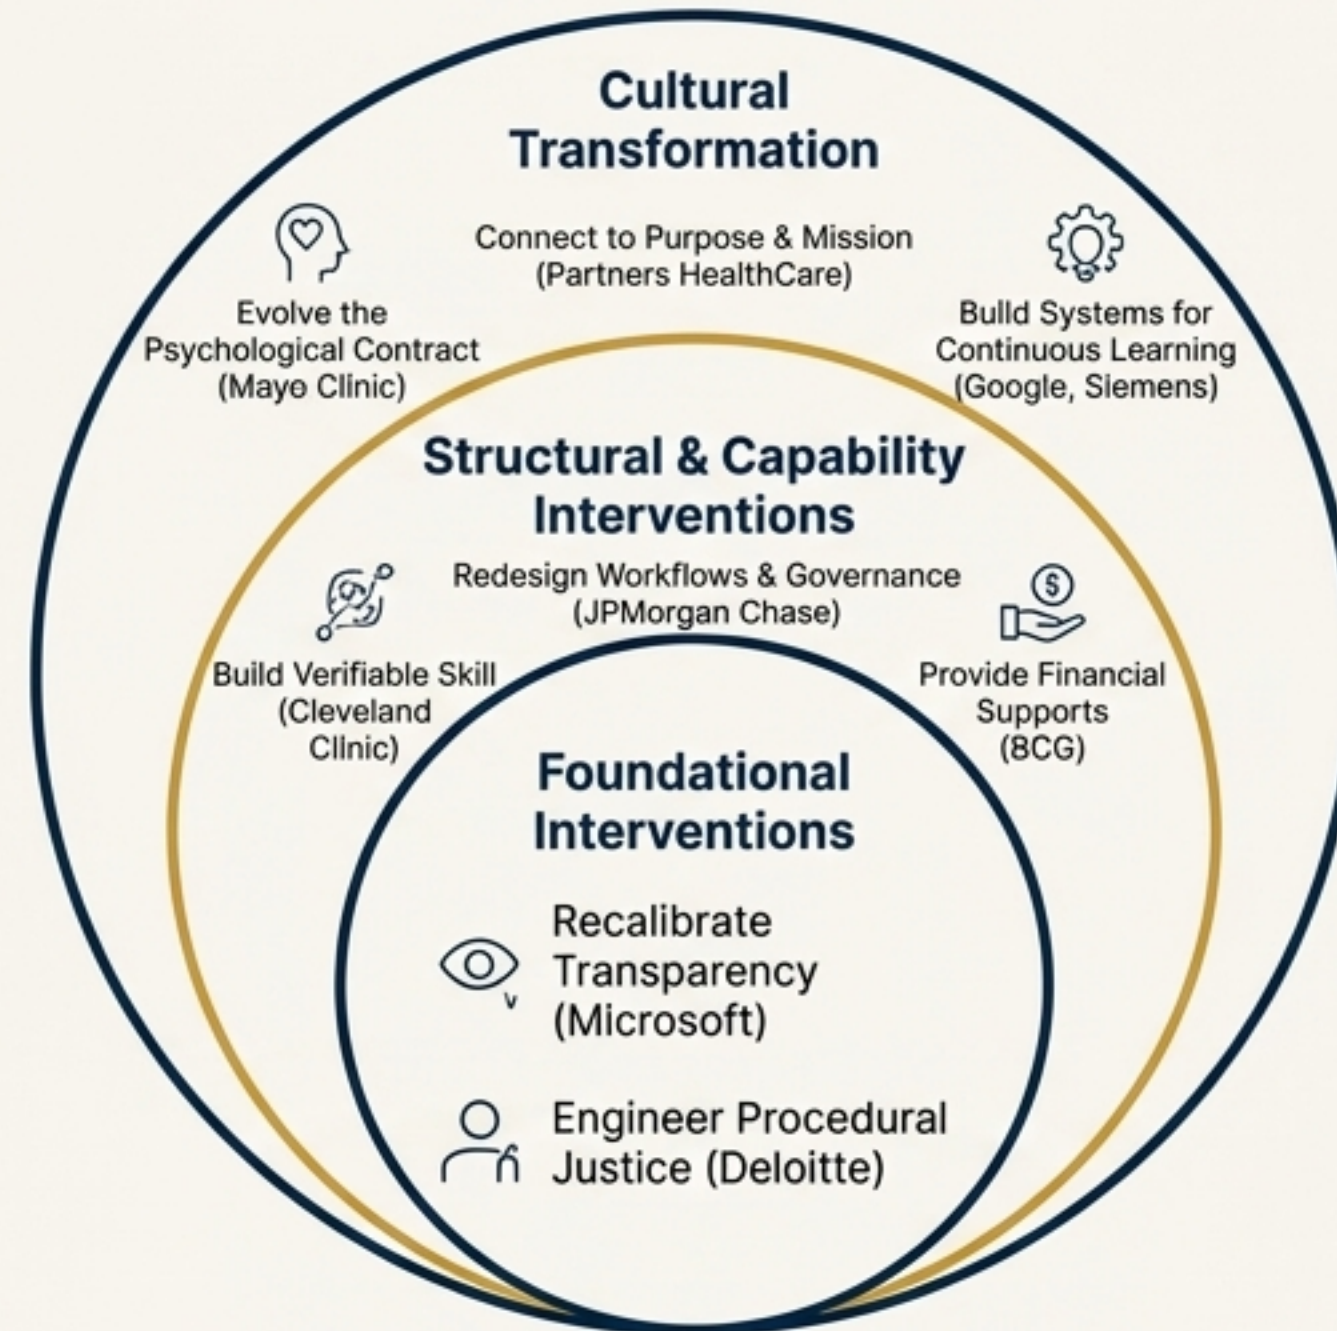 Cultural
Transformation
Connect to Purpose & Mission
(Partners HealthCare)
Evolve the
Psychological Contract
(Mayo Clinic)
Build Systems for
Continuous Learning
(Google, Siemens)
Structural & Capability
Interventions
Redesign Workflows & Governance
(JPMorgan Chase)
Build Verifiable Skill
(Cleveland
Clinic)
Provide Financial
Supports
(8CG)
Foundational
Interventions
Recalibrate
Transparency
(Microsoft)
Engineer Procedural
Justice (Deloitte)